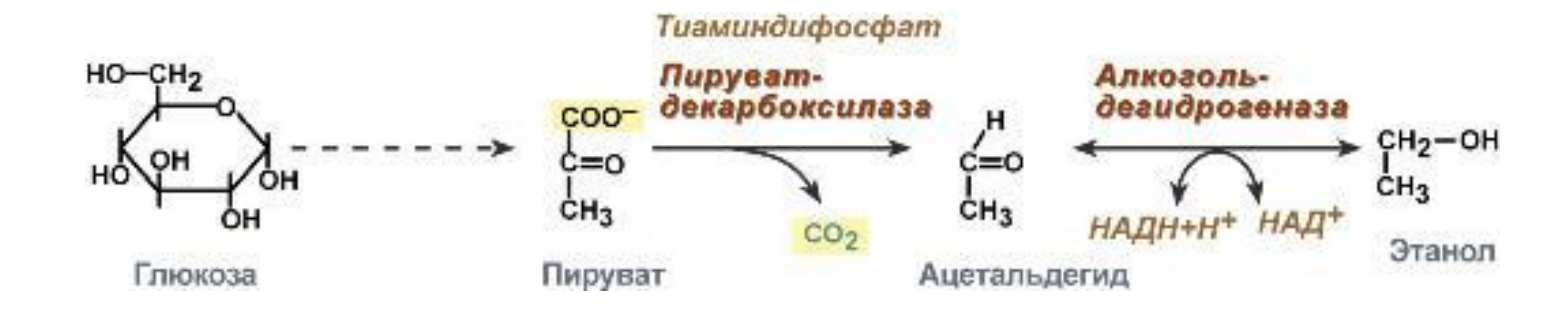 Тиаминдифосфат
Пируват-
декарбоксилаза
Алкоголь-
дегидрогеназа
HO–CH₂
O
HO
OH
OH
OH
COO⁻
C=O
CH₃
CO₂
H
C=O
CH₃
НАДН+Н⁺
НАД⁺
CH₂–OH
CH₃
Глюкоза
Пируват
Ацетальдегид
Этанол